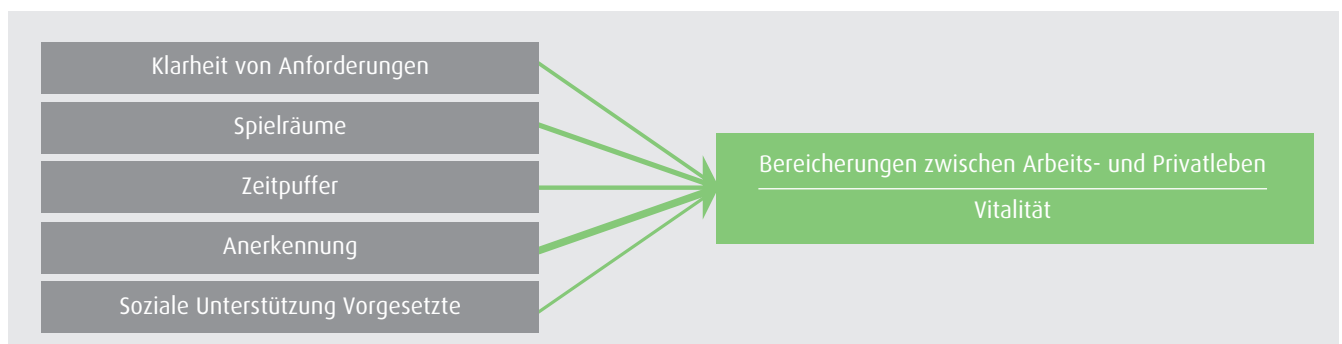 Klarheit von Anforderungen
Spielräume
Zeitpuffer
Anerkennung
Soziale Unterstützung Vorgesetzte
Bereicherungen zwischen Arbeits- und Privatleben
Vitalität